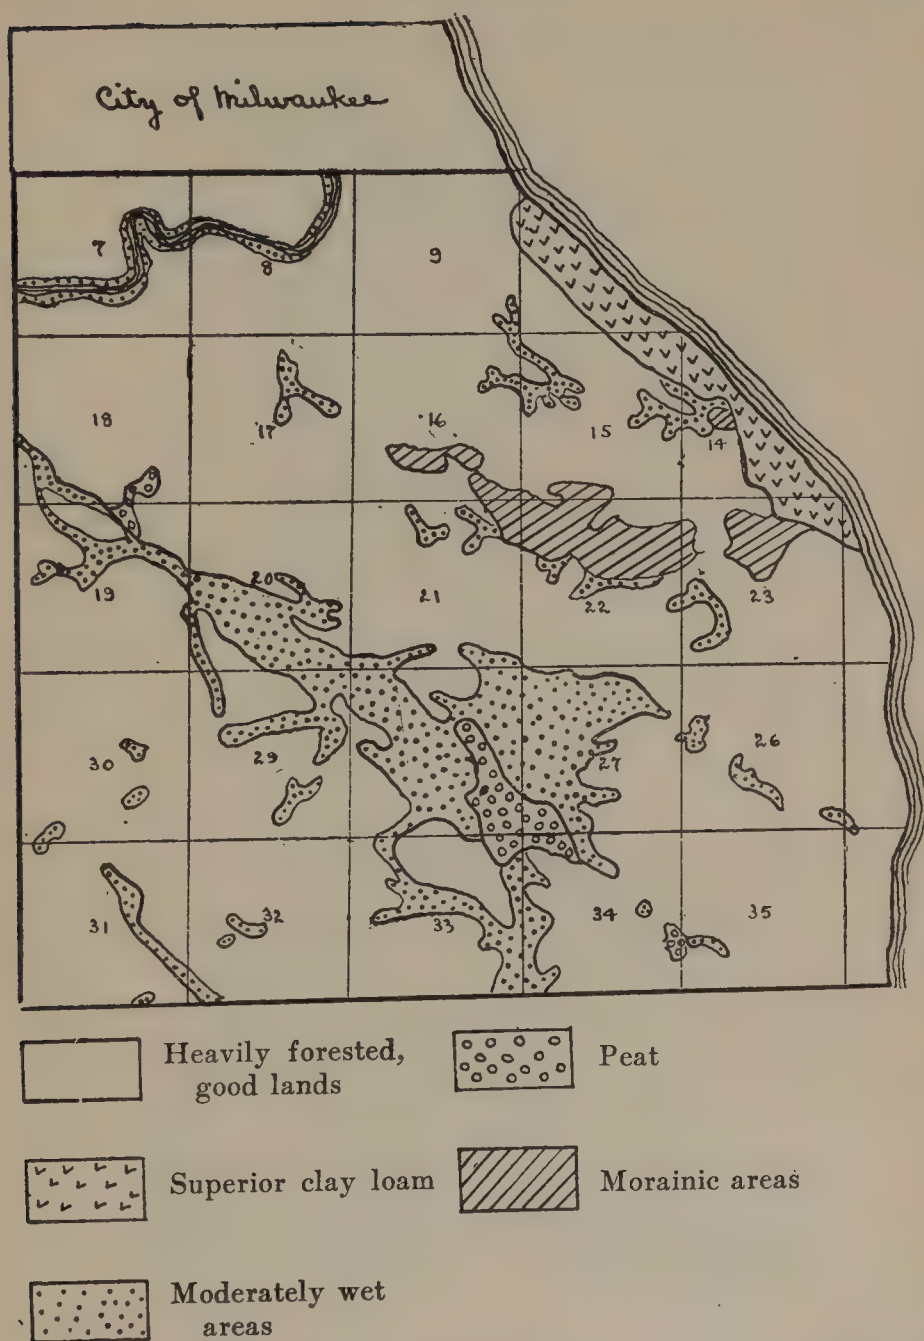 City of Milwaukee
7
8
9
18
17
16
15
14
19
20
21
22
23
30
29
27
26
31
32
33
34
35
Heavily forested,
good lands
Peat
Superior clay loam
Morainic areas
Moderately wet
areas